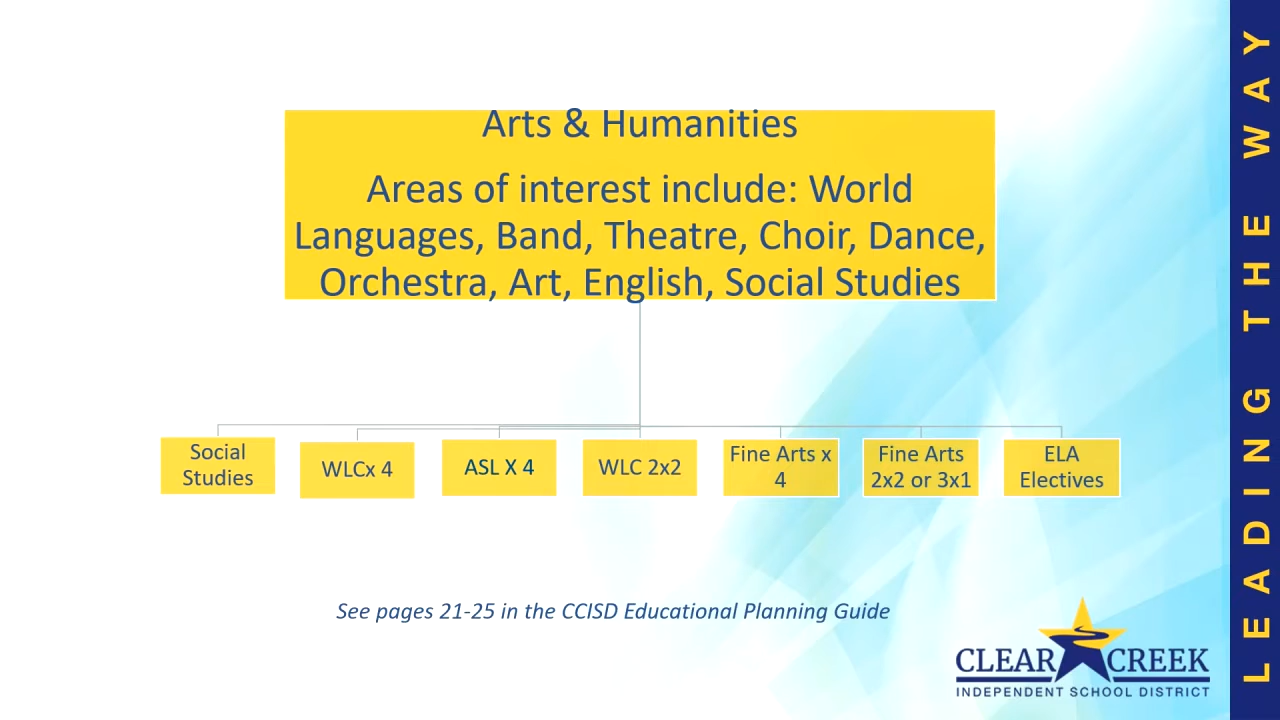 Arts & Humanities
Areas of interest include: World
Languages, Band, Theatre, Choir, Dance,
Orchestra, Art, English, Social Studies
Social
Studies
WLCx 4
ASL X 4
WLC 2x2
Fine Arts x
4
Fine Arts
2x2 or 3x1
ELA
Electives
See pages 21-25 in the CCISD Educational Planning Guide
CLEAR CREEK
INDEPENDENT SCHOOL DISTRICT
LEADING THE WAY